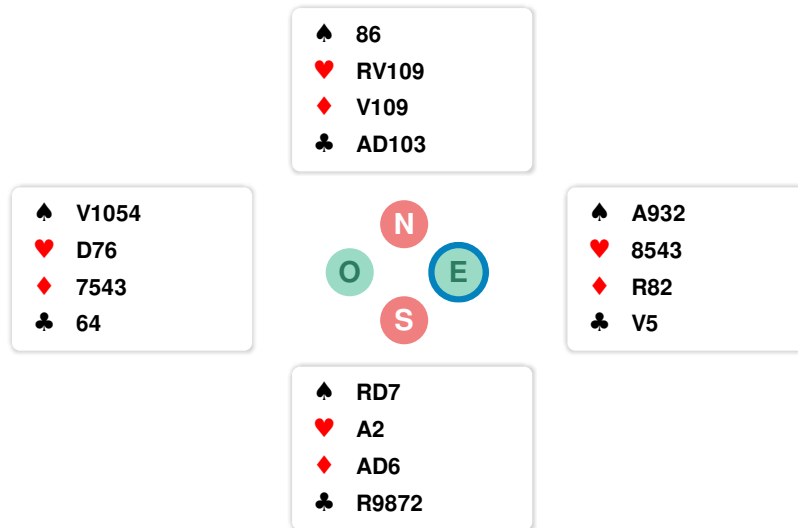 ♠ 86
♥ RV109
♦ V109
♣ AD103
♠ V1054
♥ D76
♦ 7543
♣ 64
N
O E
S
♠ A932
♥ 8543
♦ R82
♣ V5
♠ RD7
♥ A2
♦ AD6
♣ R9872